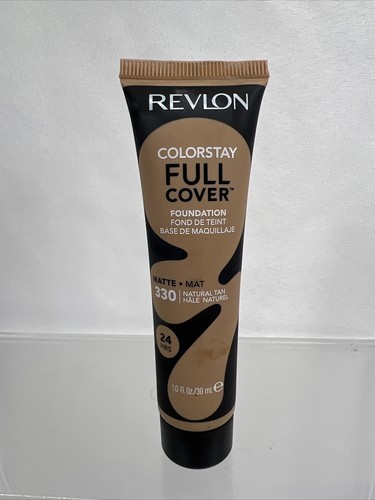 REVLON
COLORSTAY
FULL
COVER™
FOUNDATION
FOND DE TEINT
BASE DE MAQUILLAJE
MATTE • MAT
330 NATURAL TAN
HÂLE NATUREL
24
HRS
1.0 fl. Oz/30 mL e